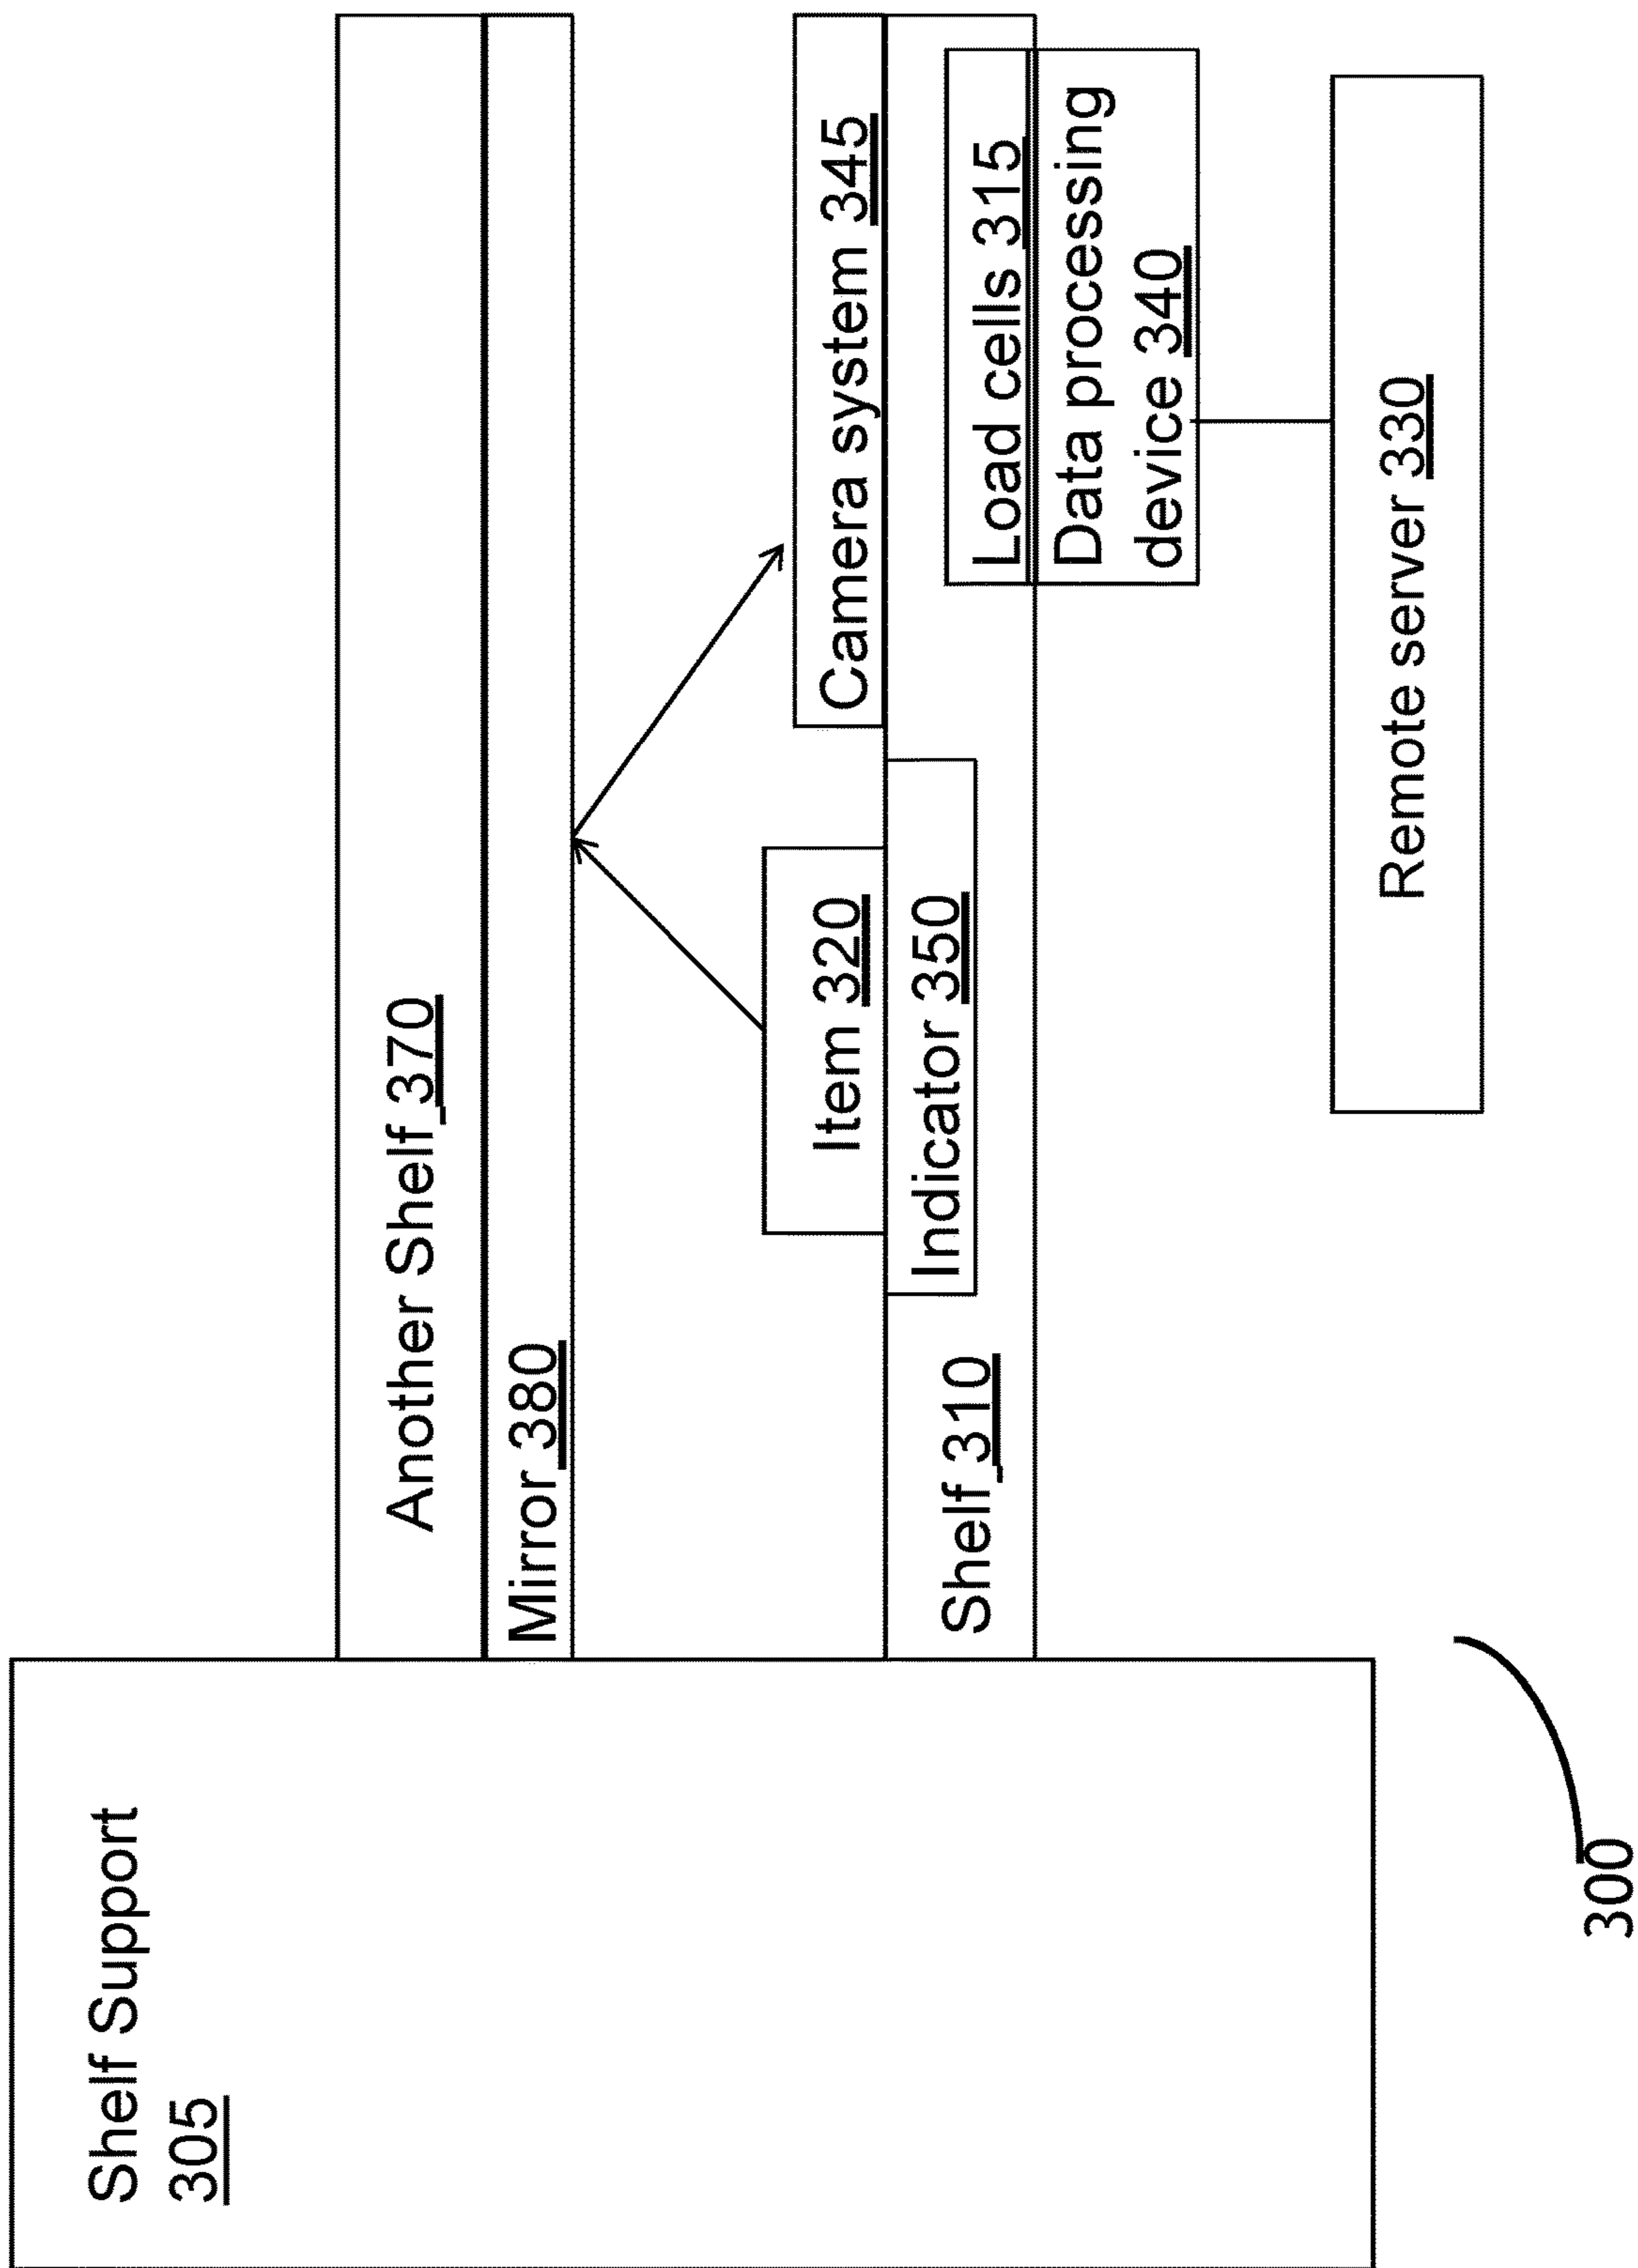 Shelf Support
305
Another Shelf 370
Mirror 380
Item 320
Camera system 345
Indicator 350
Shelf 310
Load cells 315
Data processing
device 340
Remote server 330
300